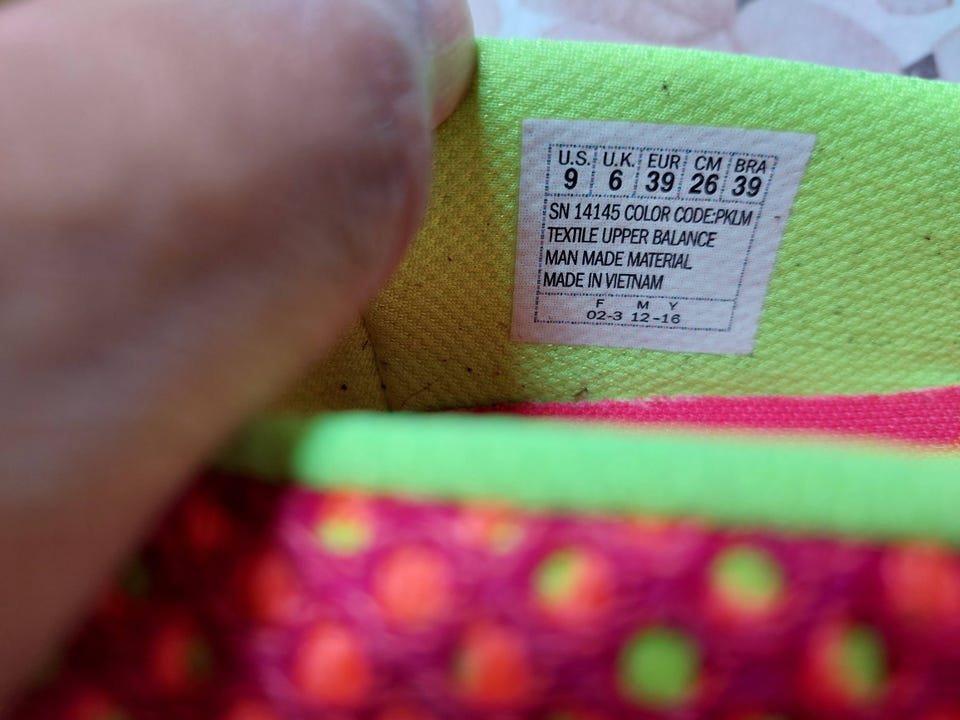 U.S. U.K. EUR CM BRA
9 6 39 26 39
SN 14145 COLOR CODE:PKLM
TEXTILE UPPER BALANCE
MAN MADE MATERIAL
MADE IN VIETNAM
F M Y
02-3 12-16